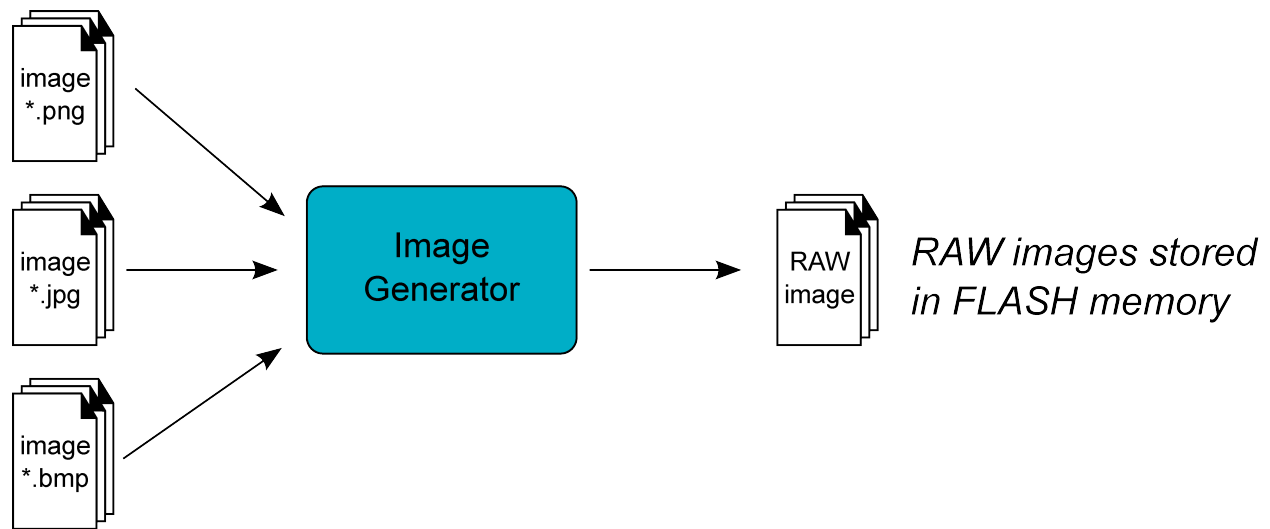 image
*.png
image
*.jpg
image
*.bmp
Image
Generator
RAW
image
RAW images stored
in FLASH memory